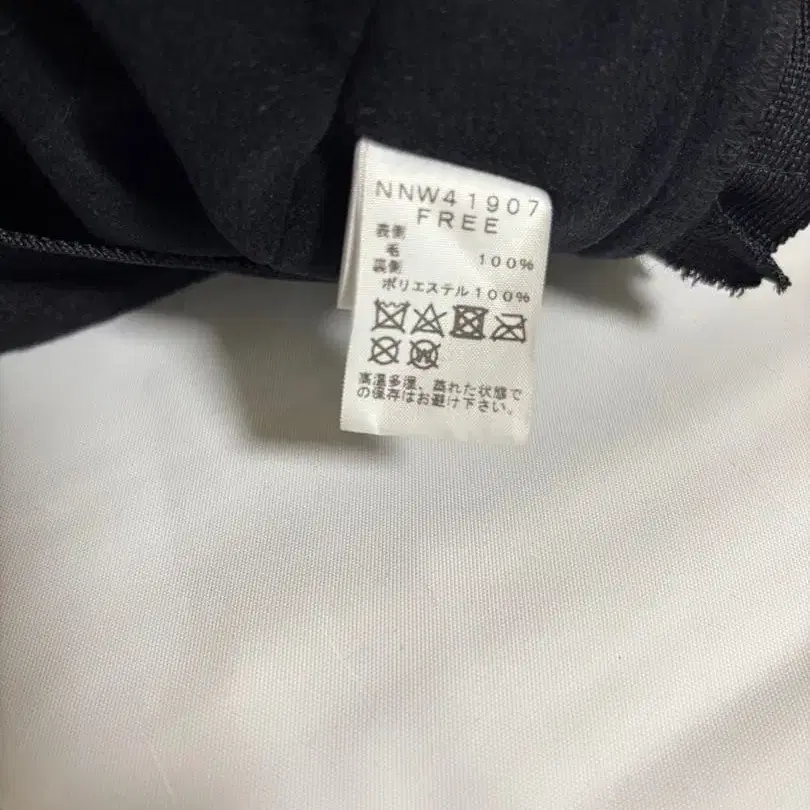 NNW41907
FREE
表側
毛 100%
裏側
ポリエステル100%
高温多湿、蒸れた状態で
の保存はお避け下さい。